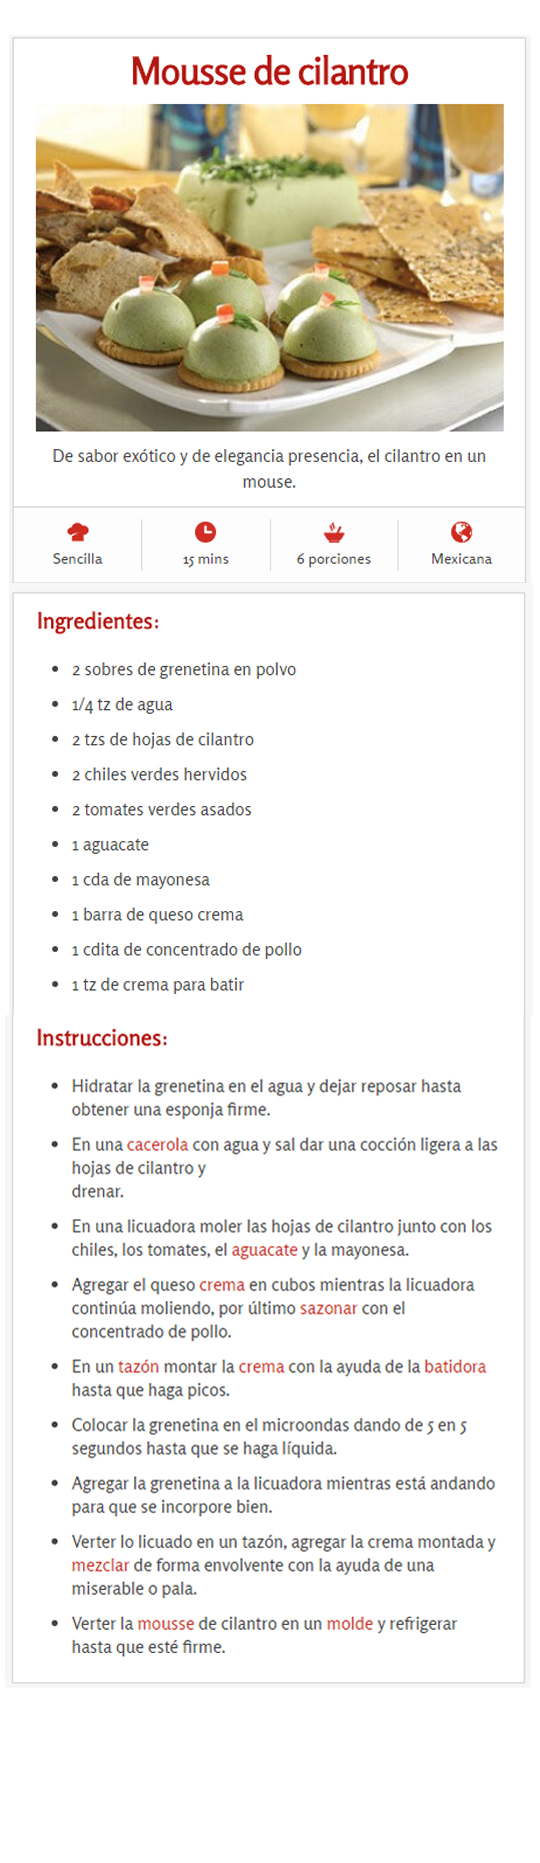 Mousse de cilantro
De sabor exótico y de elegancia presencia, el cilantro en un
mouse.
Sencilla
15 mins
6 porciones
Mexicana
Ingredientes:
• 2 sobres de grenetina en polvo
• 1/4 tz de agua
• 2 tzs de hojas de cilantro
• 2 chiles verdes hervidos
• 2 tomates verdes asados
• 1 aguacate
• 1 cda de mayonesa
• 1 barra de queso crema
• 1 cdita de concentrado de pollo
• 1 tz de crema para batir
Instrucciones:
• Hidratar la grenetina en el agua y dejar reposar hasta
obtener una esponja firme.
• En una cacerola con agua y sal dar una cocción ligera a las
hojas de cilantro y
drenar.
• En una licuadora moler las hojas de cilantro junto con los
chiles, los tomates, el aguacate y la mayonesa.
• Agregar el queso crema en cubos mientras la licuadora
continúa moliendo, por último sazonar con el
concentrado de pollo.
• En un tazón montar la crema con la ayuda de la batidora
hasta que haga picos.
• Colocar la grenetina en el microondas dando de 5 en 5
segundos hasta que se haga líquida.
• Agregar la grenetina a la licuadora mientras está andando
para que se incorpore bien.
• Verter lo licuado en un tazón, agregar la crema montada y
mezclar de forma envolvente con la ayuda de una
miserable o pala.
• Verter la mousse de cilantro en un molde y refrigerar
hasta que esté firme.